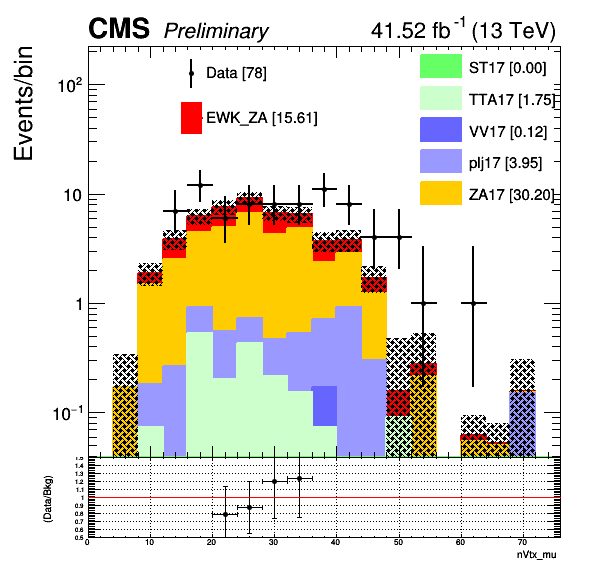 CMS Preliminary 41.52 fb⁻¹ (13 TeV)
Events/bin
Data [78]
EWK_ZA [15.61]
ST17 [0.00]
TTA17 [1.75]
VV17 [0.12]
plj17 [3.95]
ZA17 [30.20]
10²
10
1
10⁻¹
(Data/Bkg)
1.5
1.4
1.3
1.2
1.1
1
0.9
0.8
0.7
0.6
0.5
0 10 20 30 40 50 60 70
nVtx_mu